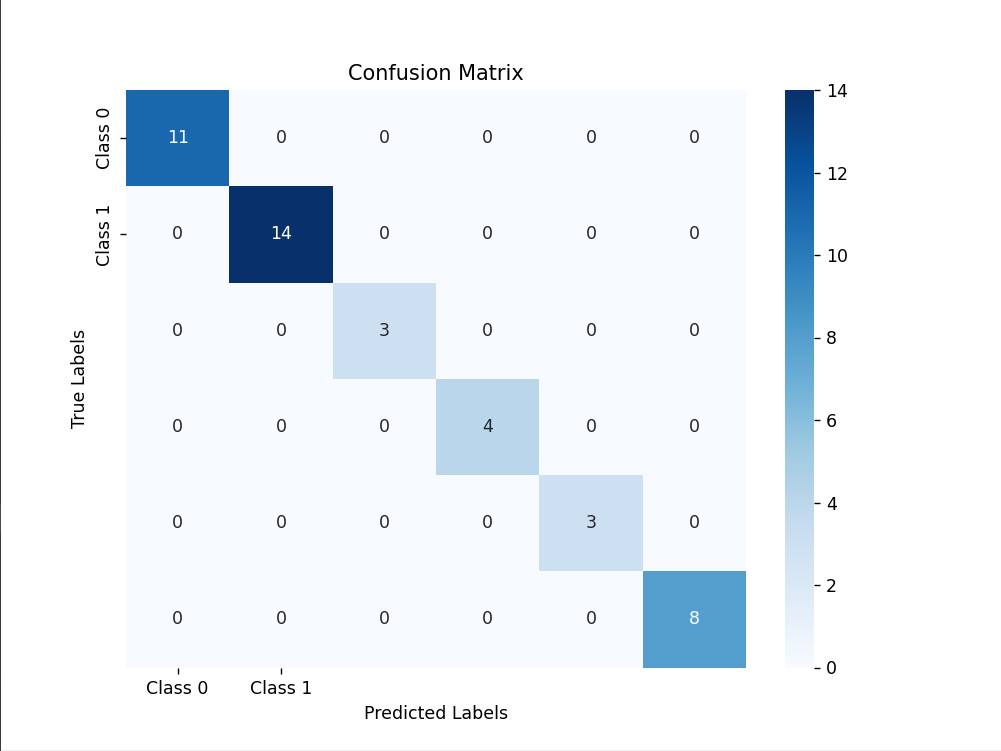 Confusion Matrix
Class 0
11 0 0 0 0 0
Class 1
0 14 0 0 0 0
0 0 3 0 0 0
True Labels
0 0 0 4 0 0
0 0 0 0 3 0
0 0 0 0 0 8
Class 0 Class 1
Predicted Labels
14
12
10
8
6
4
2
0